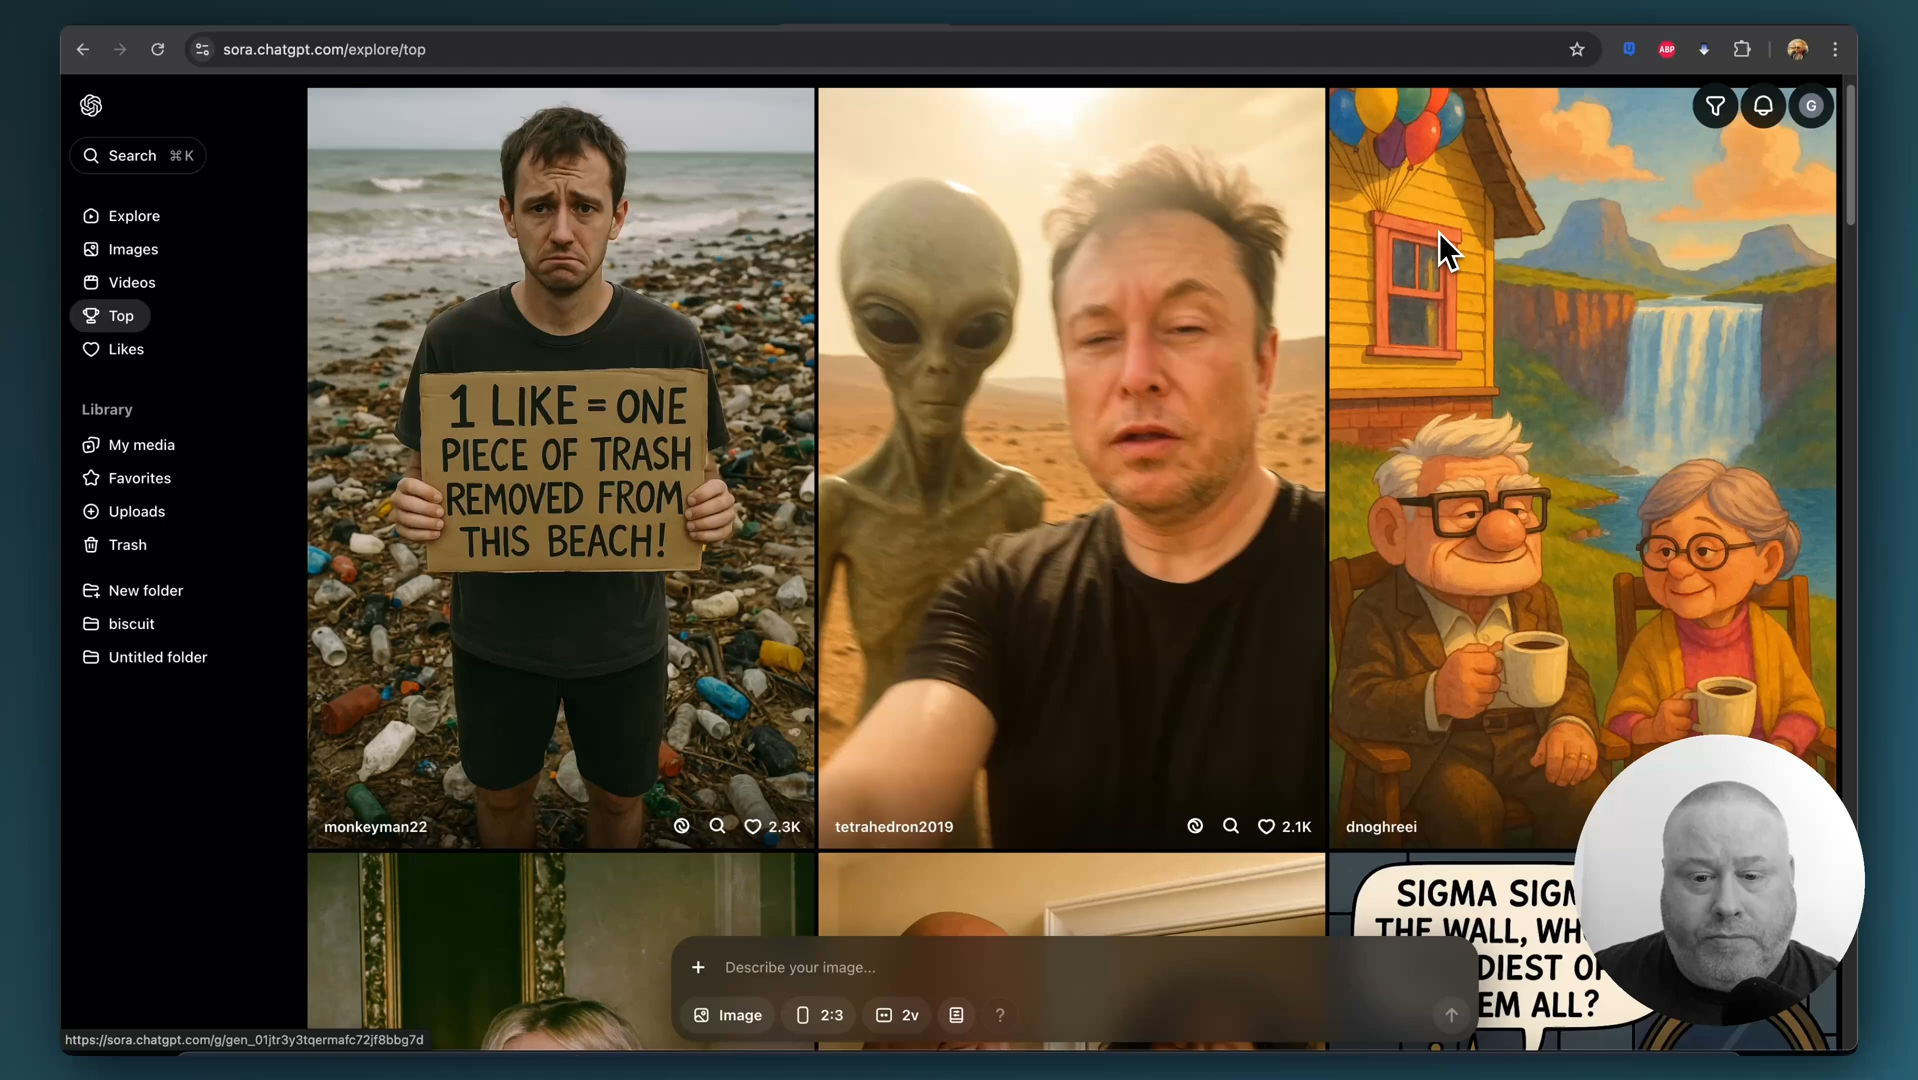 sora.chatgpt.com/explore/top
ABP
G
Search ⌘ K
Explore
Images
Videos
Top
Likes
Library
My media
Favorites
Uploads
Trash
New folder
biscuit
Untitled folder
1 LIKE = ONE
PIECE OF TRASH
REMOVED FROM
THIS BEACH!
monkeyman22
2.3K
tetrahedron2019
2.1K
dnoghreei
SIGMA SIGM
THE WALL, WH
DIEST OF
EM ALL?
Describe your image...
Image
2:3
2v
?
https://sora.chatgpt.com/g/gen_01jtr3y3tqermafc72jf8bbg7d